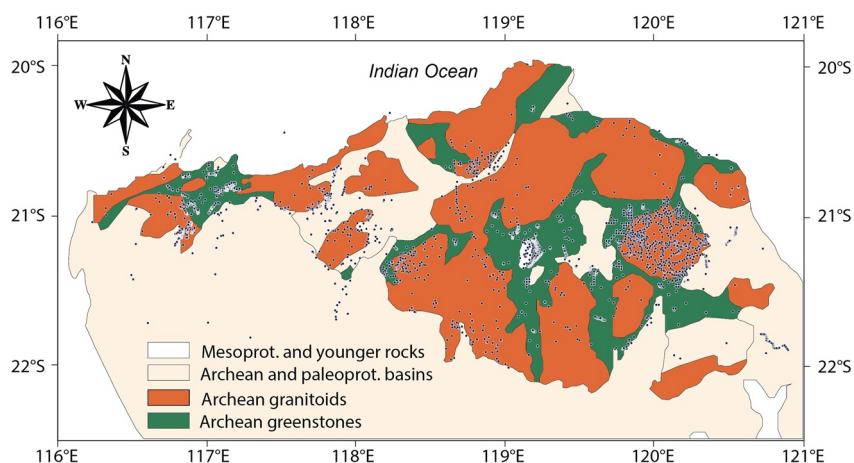 116°E 117°E 118°E 119°E 120°E 121°E
20°S 20°S
N
Indian Ocean
W E
S
21°S 21°S
Mesoprot. and younger rocks
22°S 22°S
Archean and paleoprot. basins
Archean granitoids
Archean greenstones
116°E 117°E 118°E 119°E 120°E 121°E